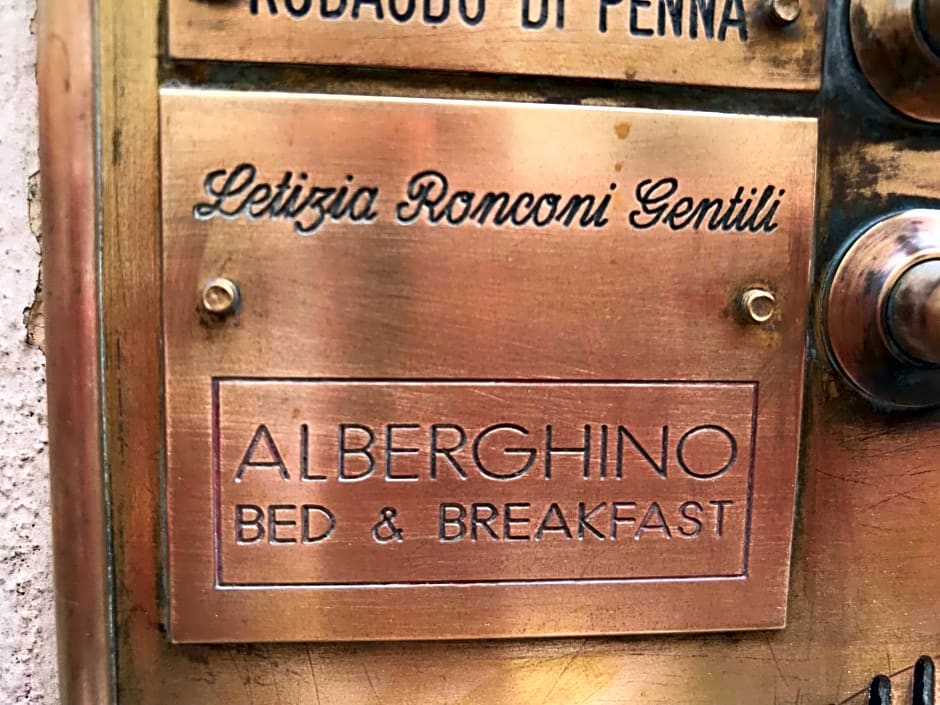 DI PENNA
Letizia Ronconi Gentili
ALBERGHINO
BED & BREAKFAST